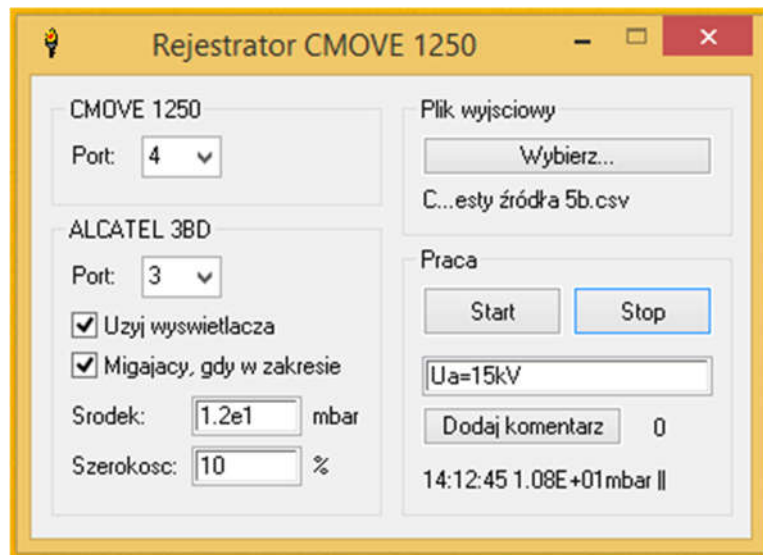 Rejestrator CMOVE 1250
CMOVE 1250
Port: 4
ALCATEL 3BD
Port: 3
Uzyj wyswietlacza
Migajacy, gdy w zakresie
Srodek: 1.2e1 mbar
Szerokosc: 10 %
Plik wyjsciowy
Wybierz...
C...esty źródła 5b.csv
Praca
Start Stop
Ua=15kV
Dodaj komentarz 0
14:12:45 1.08E+01mbar ||